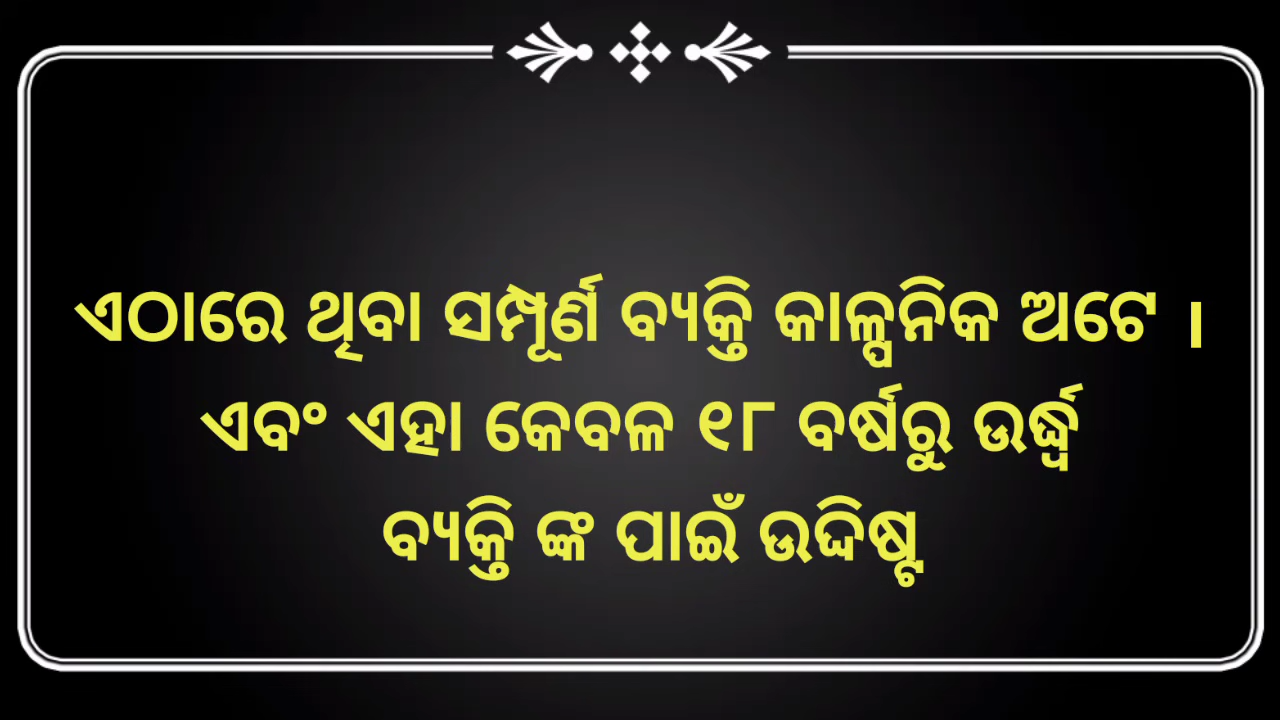 ଏଠାରେ ଥିବା ସମ୍ପୂର୍ଣ ବ୍ୟକ୍ତି କାଳ୍ପନିକ ଅଟେ ।
ଏବଂ ଏହା କେବଳ ୧୮ ବର୍ଷରୁ ଉର୍ଦ୍ଧ୍ବ
ବ୍ୟକ୍ତି ଙ୍କ ପାଇଁ ଉଦ୍ଦିଷ୍ଟ